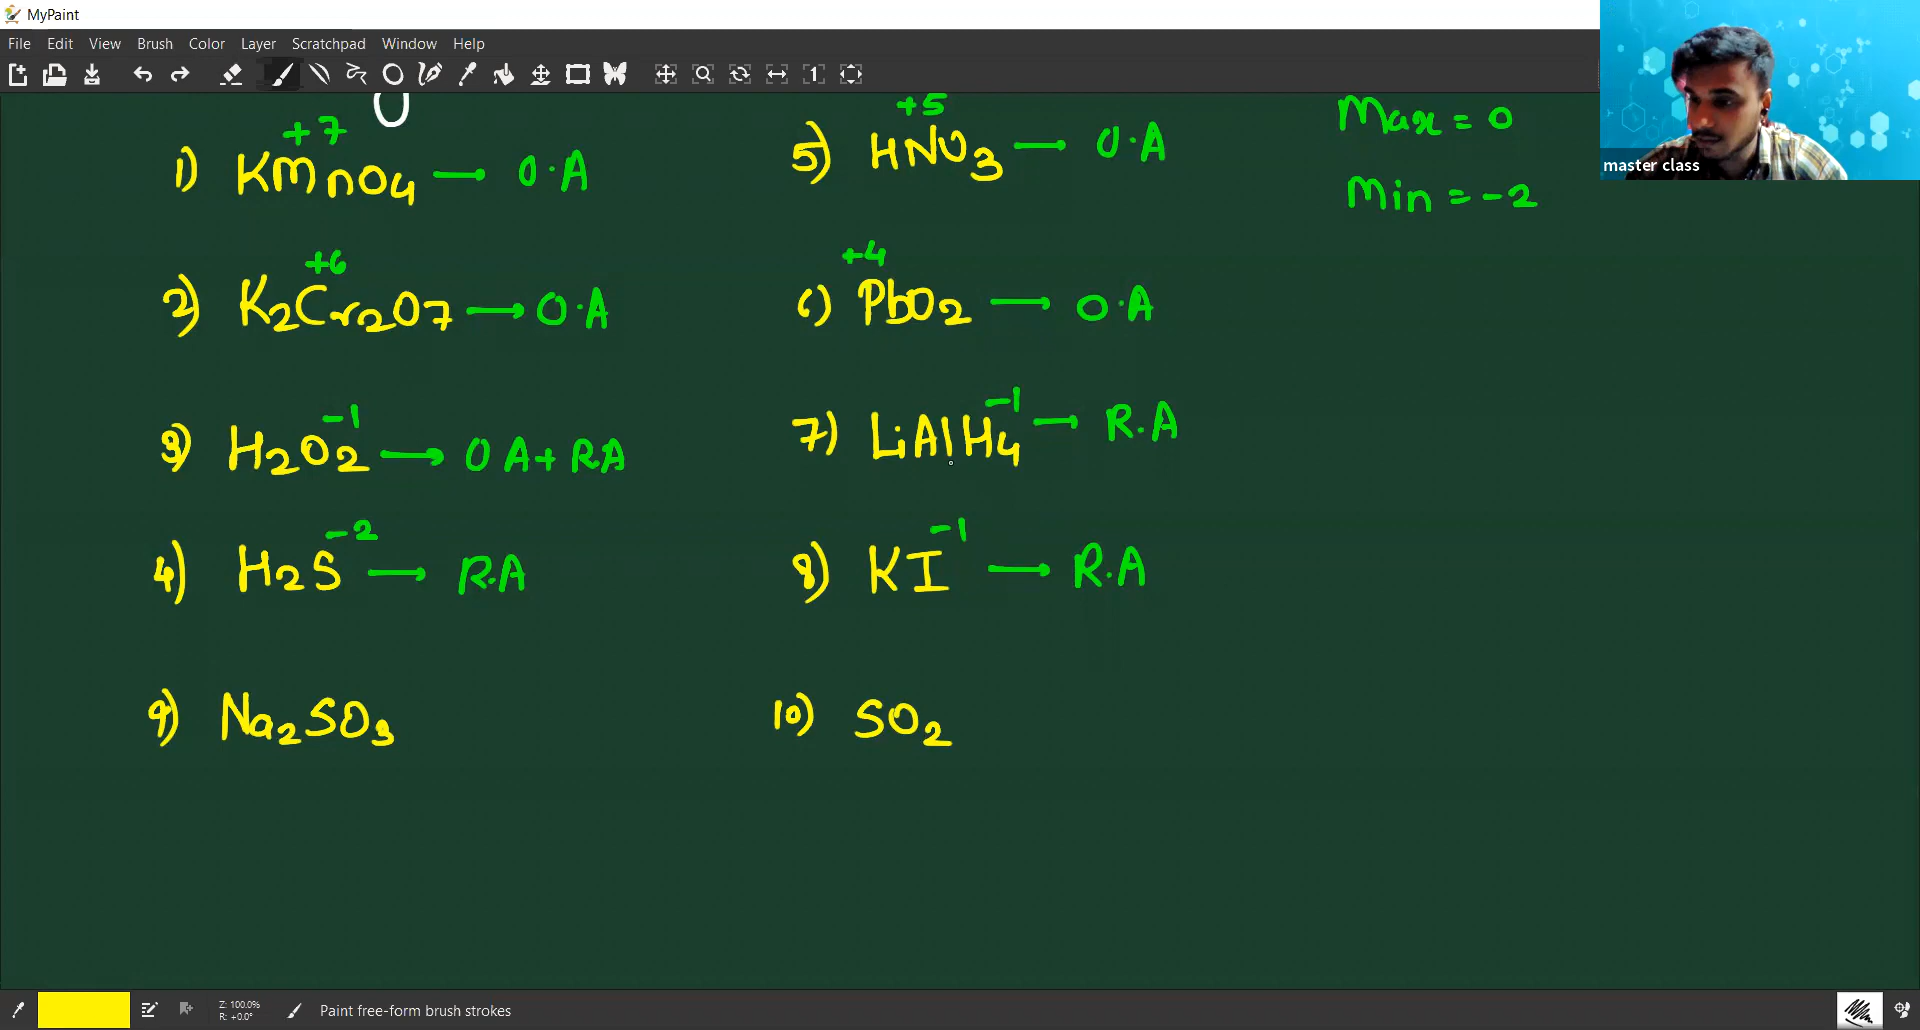 MyPaint
File Edit View Brush Color Layer Scratchpad Window Help
master class
+7
1) KMnO4 → O.A
+5
5) HNO3 → O.A
Max = 0
Min = -2
+6
2) K2Cr2O7 → O.A
+4
6) PbO2 → O.A
-1
3) H2O2 → O A + RA
-1
7) LiAlH4 → R.A
-2
4) H2S → R.A
-1
8) KI → R.A
9) Na2SO3
10) SO2
Z: 100.0%
R: +0.0°
Paint free-form brush strokes